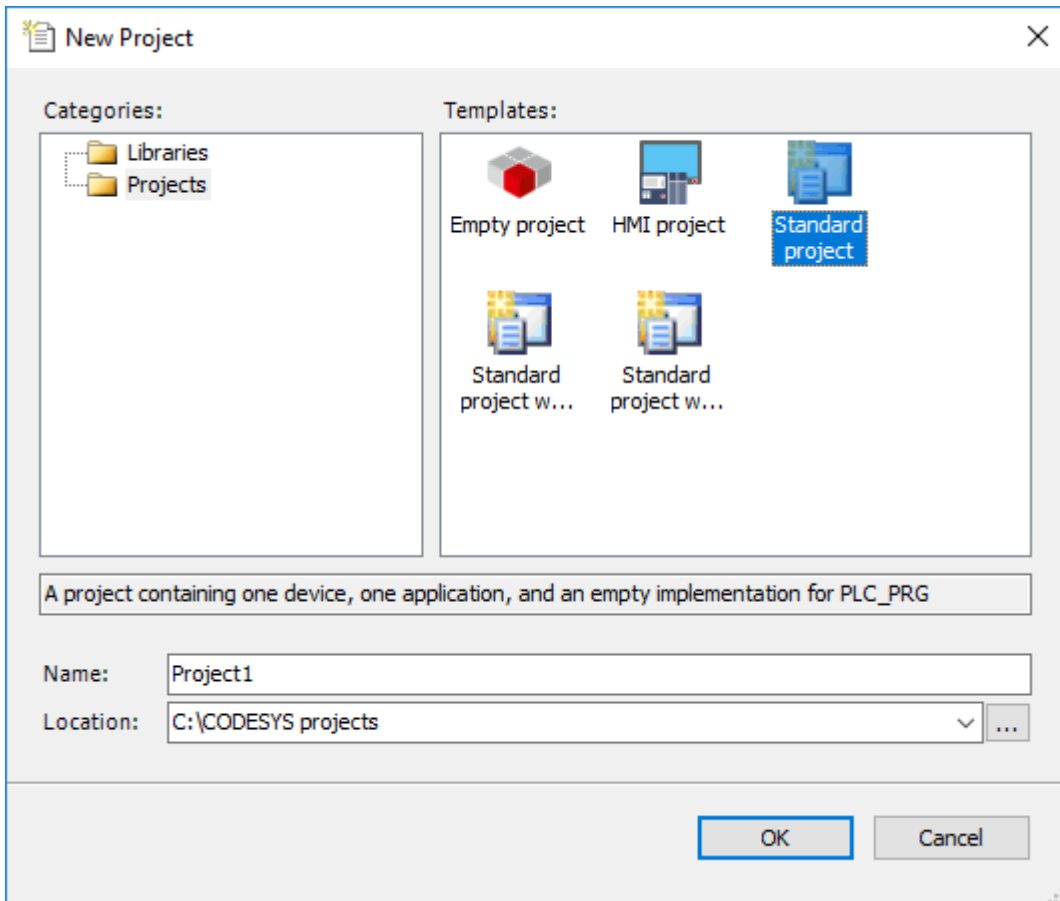 New Project
Categories:
Templates:
Libraries
Projects
Empty project
HMI project
Standard
project
Standard
project w...
Standard
project w...
A project containing one device, one application, and an empty implementation for PLC_PRG
Name:
Project1
Location:
C:\CODESYS projects
...
OK
Cancel